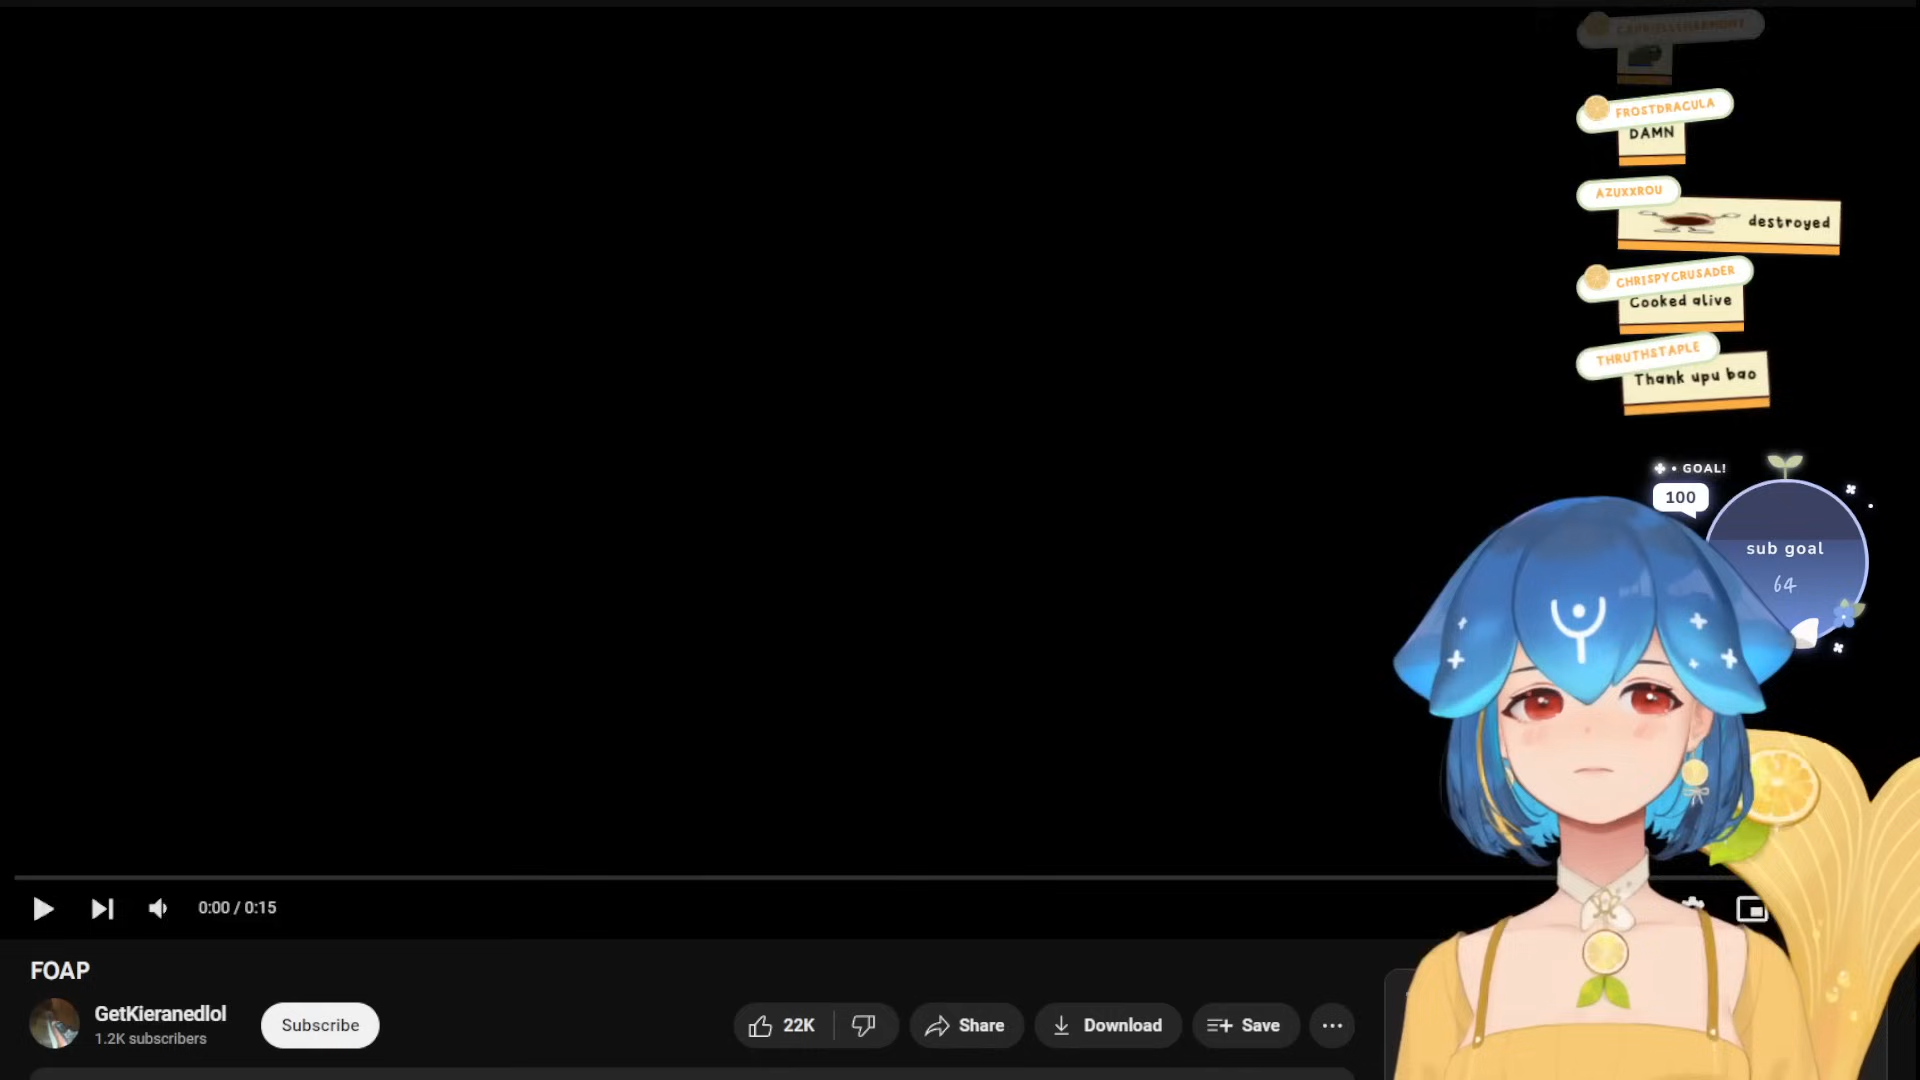 FROSTDRACULA
DAMN
AZUXXROU
destroyed
CHRISPYCRUSADER
Cooked alive
THRUTHSTAPLE
Thank upu bao
• GOAL!
100
sub goal
64
0:00 / 0:15
FOAP
GetKieranedlol
1.2K subscribers
Subscribe
22K
Share
Download
Save